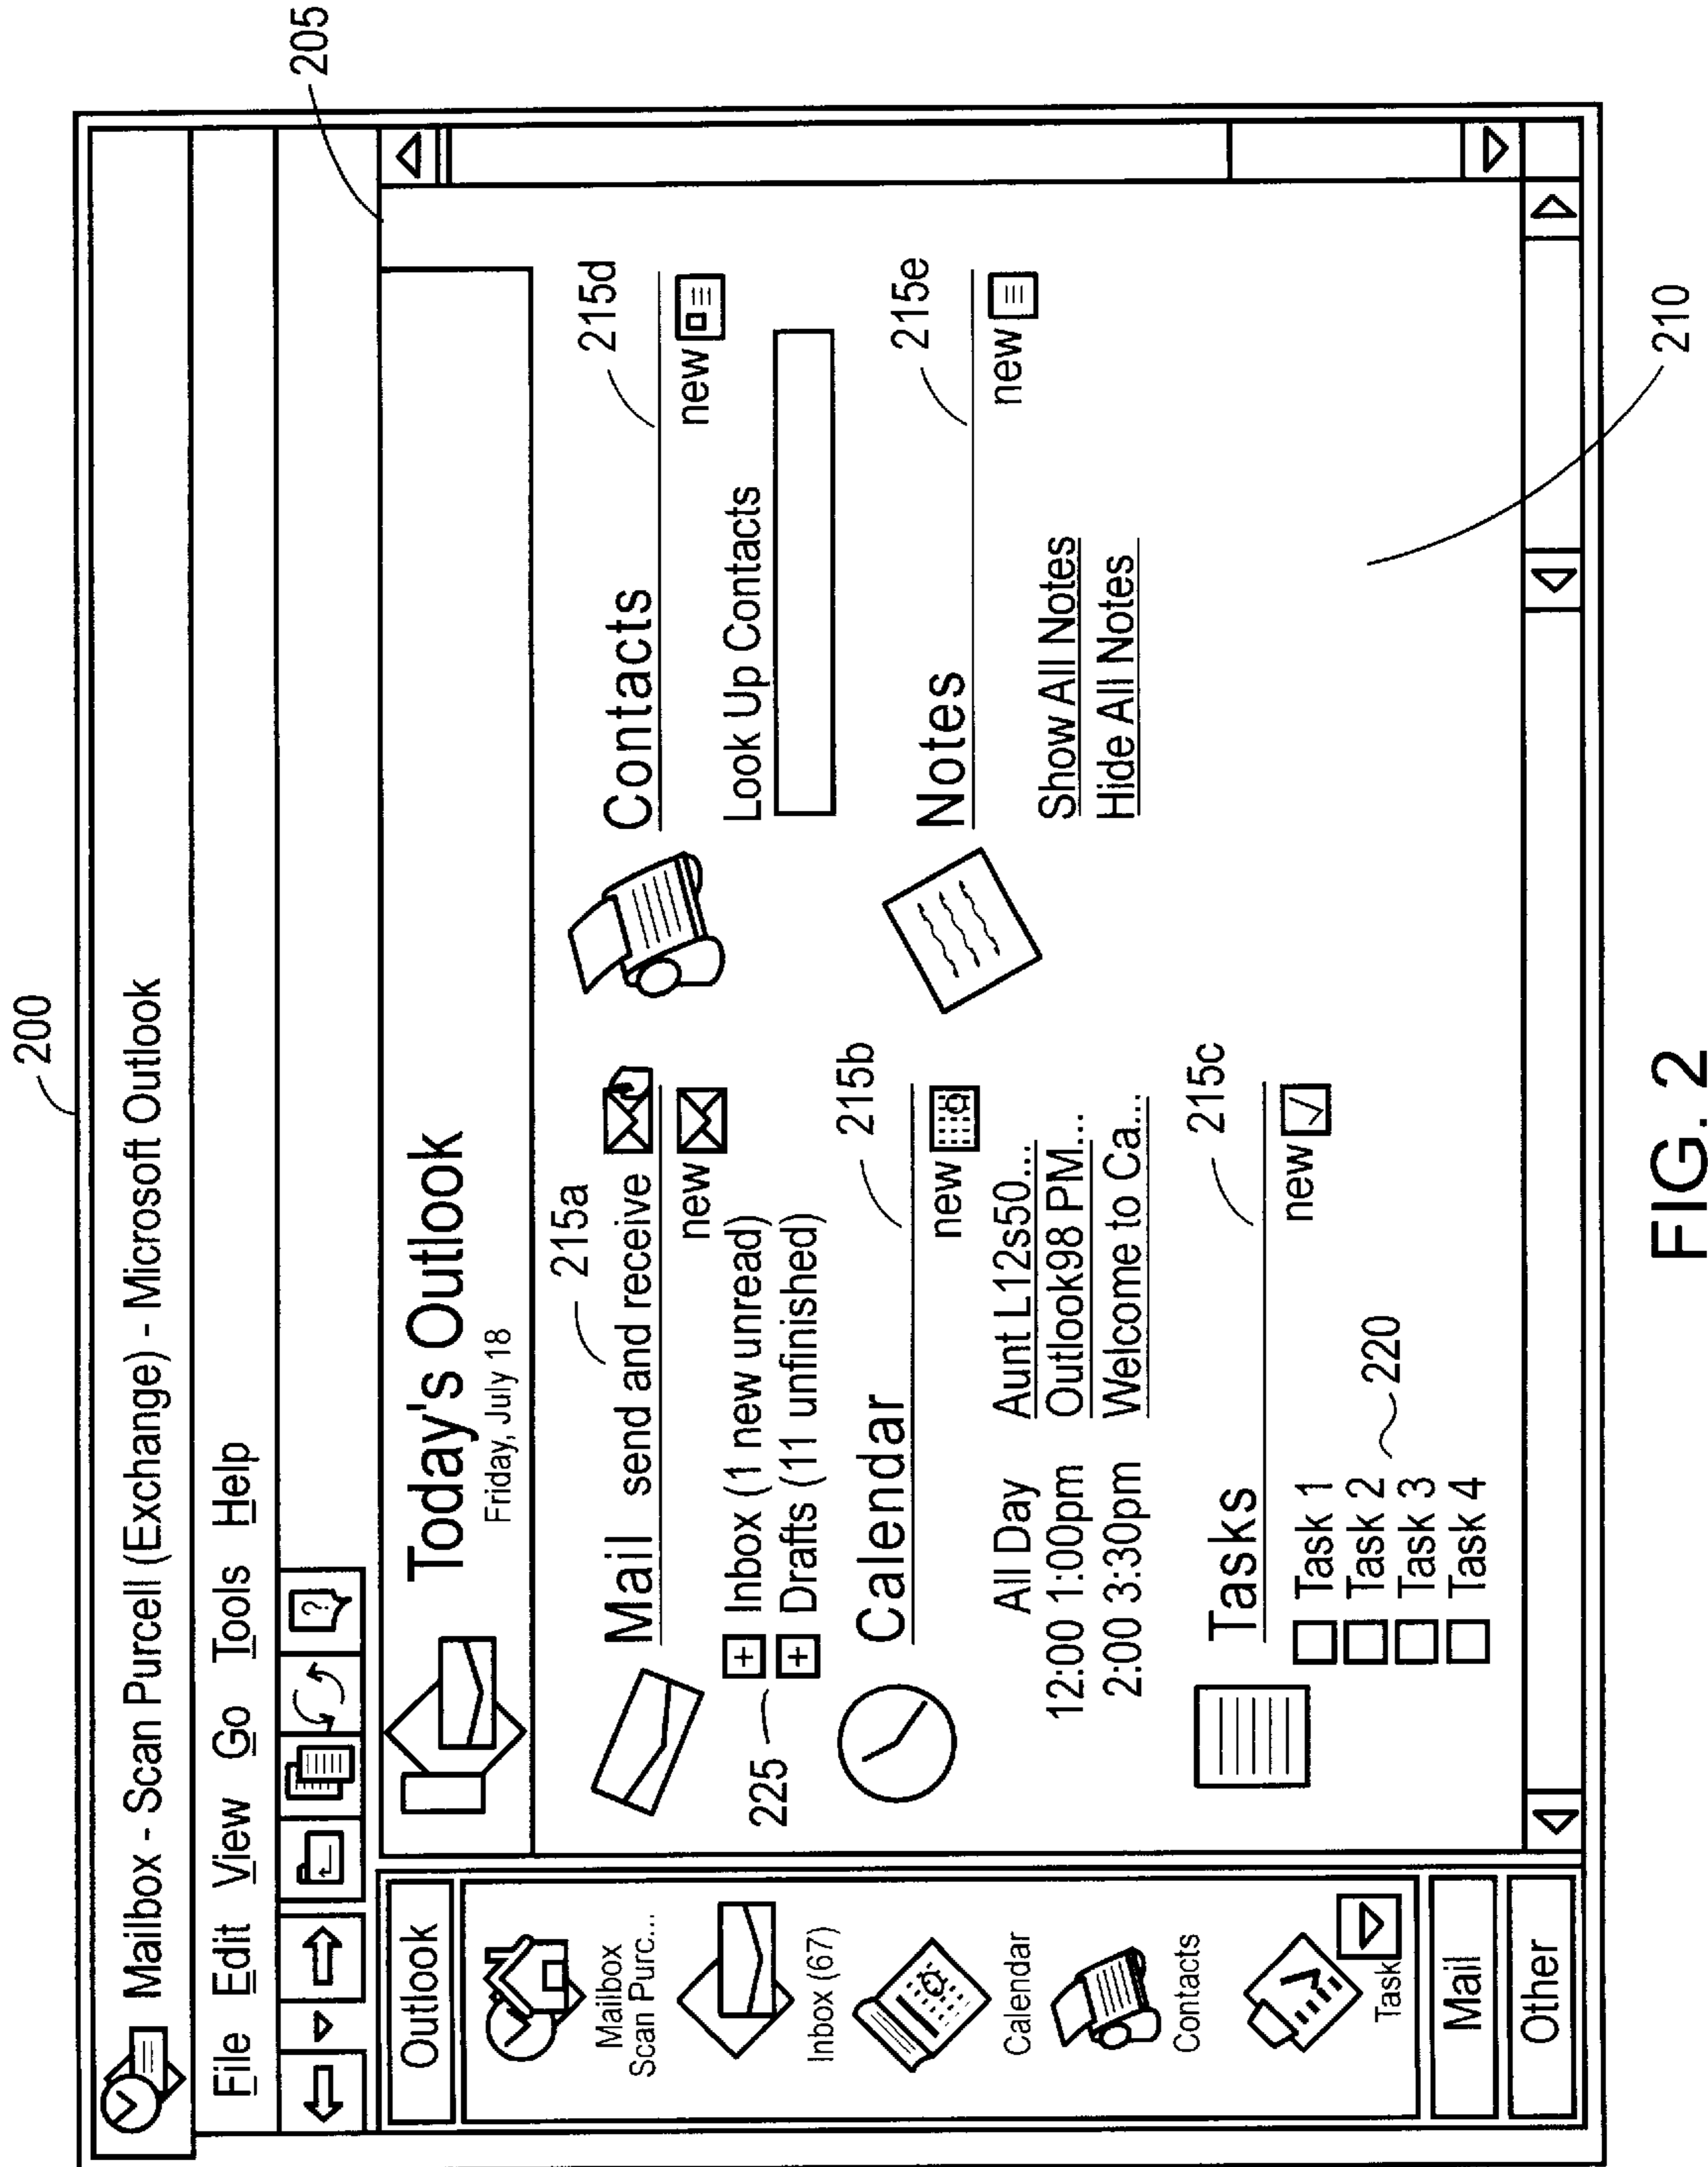 200
Mailbox - Scan Purcell (Exchange) - Microsoft Outlook
File Edit View Go Tools Help
?
205
Outlook
Mailbox
Scan Purc...
Inbox (67)
Calendar
Contacts
Task
Mail
Other
Today's Outlook
Friday, July 18
215a
Mail send and receive
new
225
+ Inbox (1 new unread)
+ Drafts (11 unfinished)
215b
Calendar
new
All Day Aunt L12s50...
12:00 1:00pm Outlook98 PM...
2:00 3:30pm Welcome to Ca...
215c
Tasks
new
Task 1
Task 2
Task 3
Task 4
220
215d
Contacts
new
Look Up Contacts
215e
Notes
new
Show All Notes
Hide All Notes
210
FIG. 2